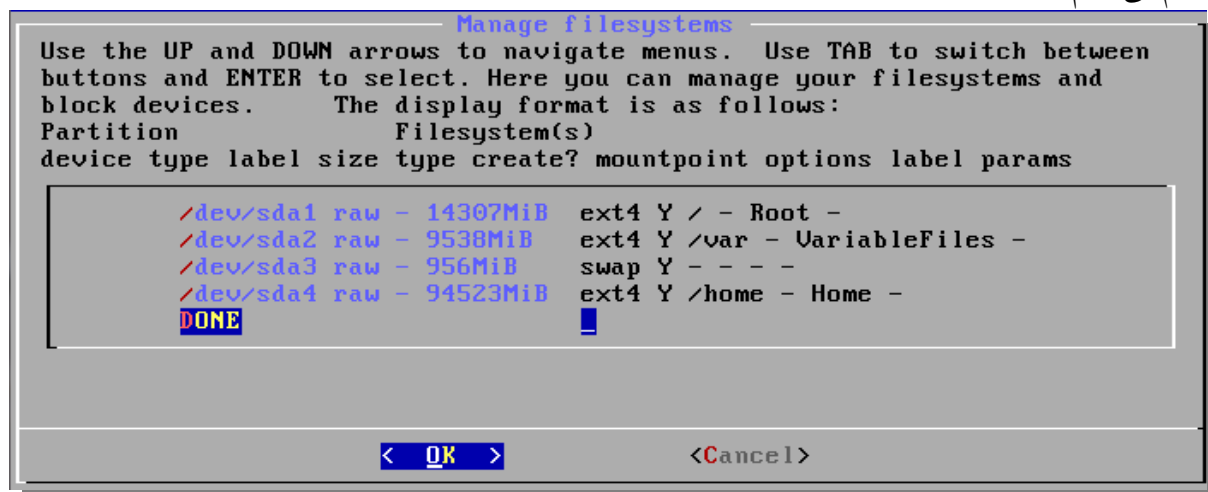 Manage filesystems
Use the UP and DOWN arrows to navigate menus.  Use TAB to switch between
buttons and ENTER to select. Here you can manage your filesystems and
block devices.     The display format is as follows:
Partition              Filesystem(s)
device type label size type create? mountpoint options label params
/dev/sda1 raw - 14307MiB  ext4 Y / - Root -
/dev/sda2 raw - 9538MiB   ext4 Y /var - VariableFiles -
/dev/sda3 raw - 956MiB    swap Y - - - -
/dev/sda4 raw - 94523MiB  ext4 Y /home - Home -
DONE
< OK > <Cancel>